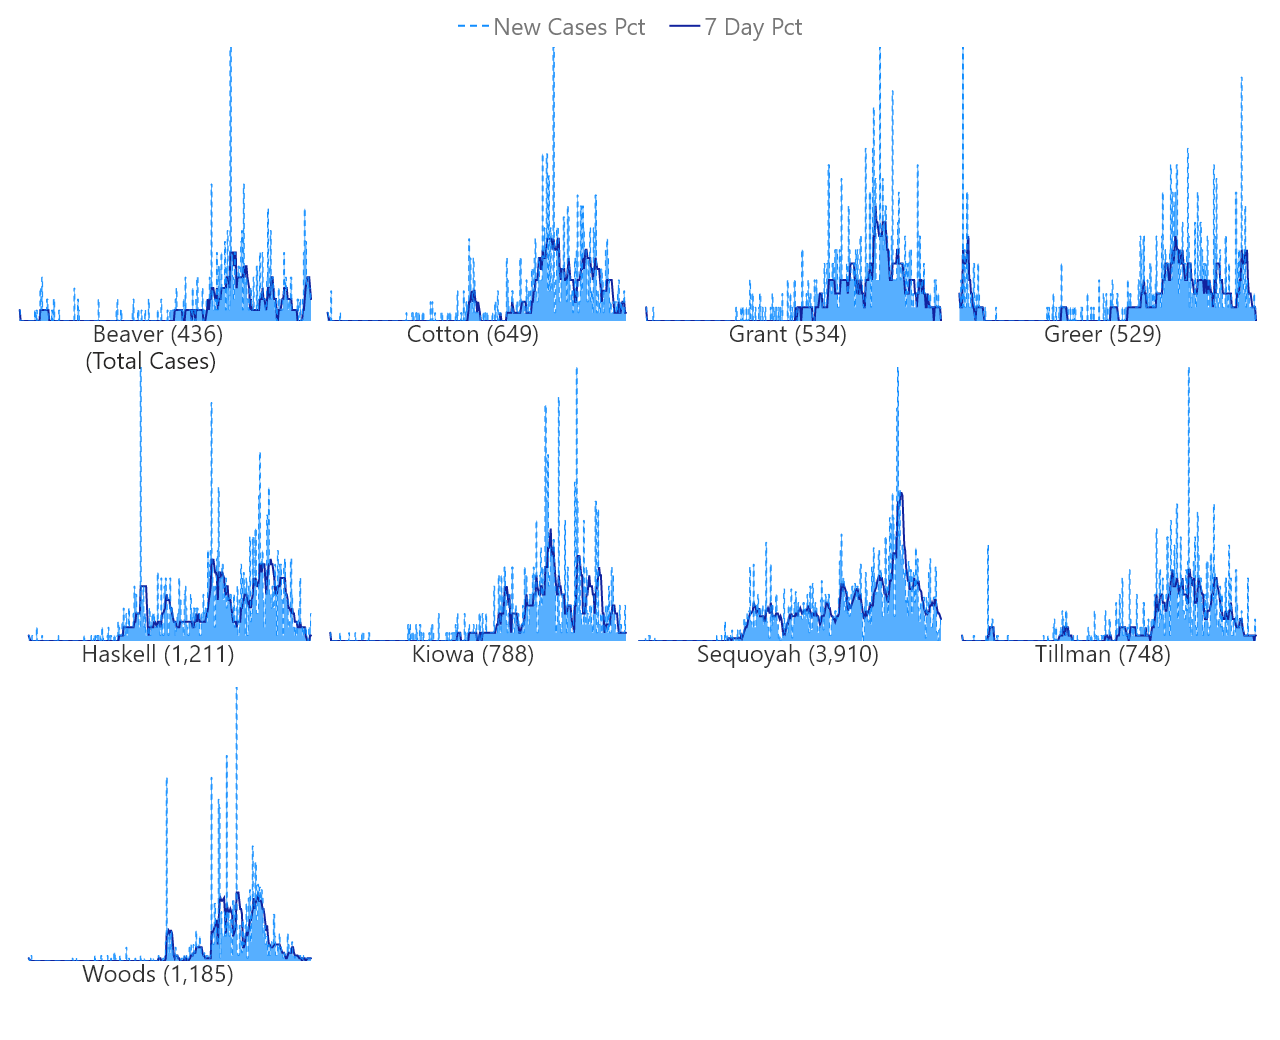 New Cases Pct 7 Day Pct
Beaver (436)
(Total Cases)
Cotton (649)
Grant (534)
Greer (529)
Haskell (1,211)
Kiowa (788)
Sequoyah (3,910)
Tillman (748)
Woods (1,185)